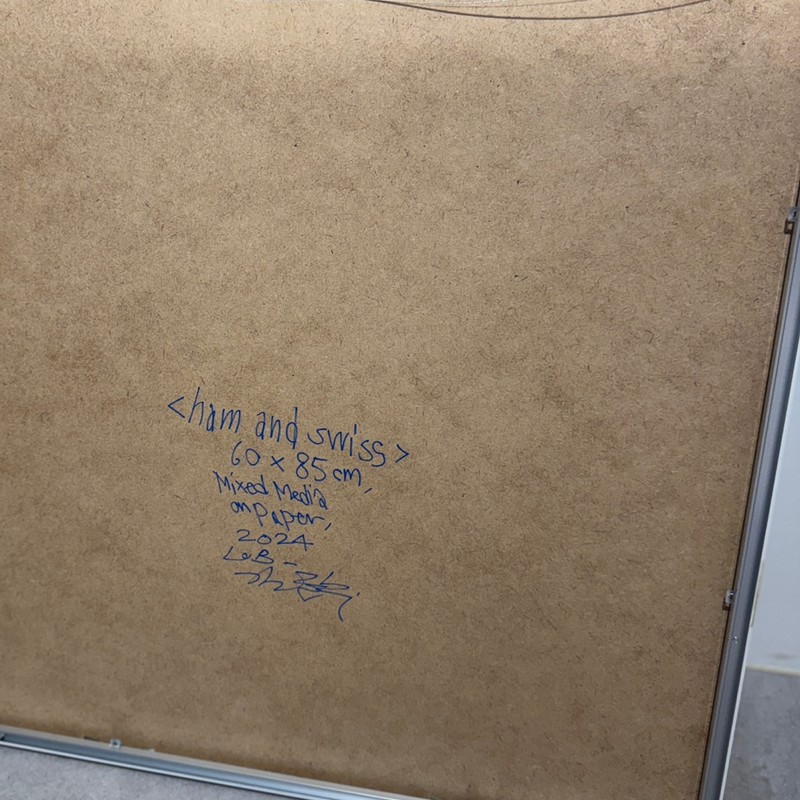 <ham and swiss>
60 x 85 cm,
Mixed Media
on paper,
2024